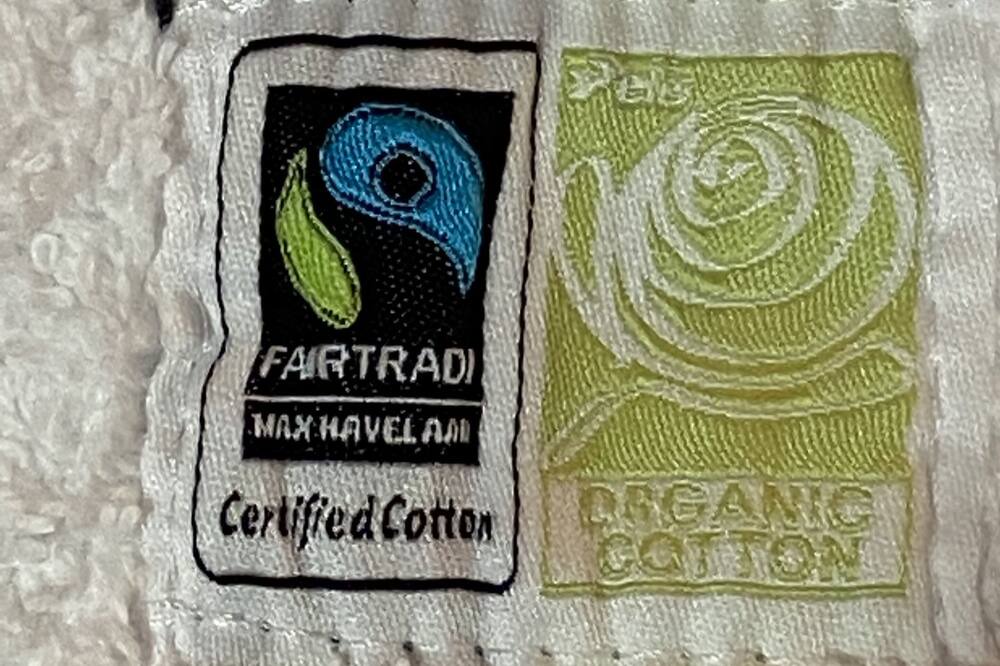 FAIRTRADE
MAX HAVELAAR
Certified Cotton
ORGANIC
COTTON